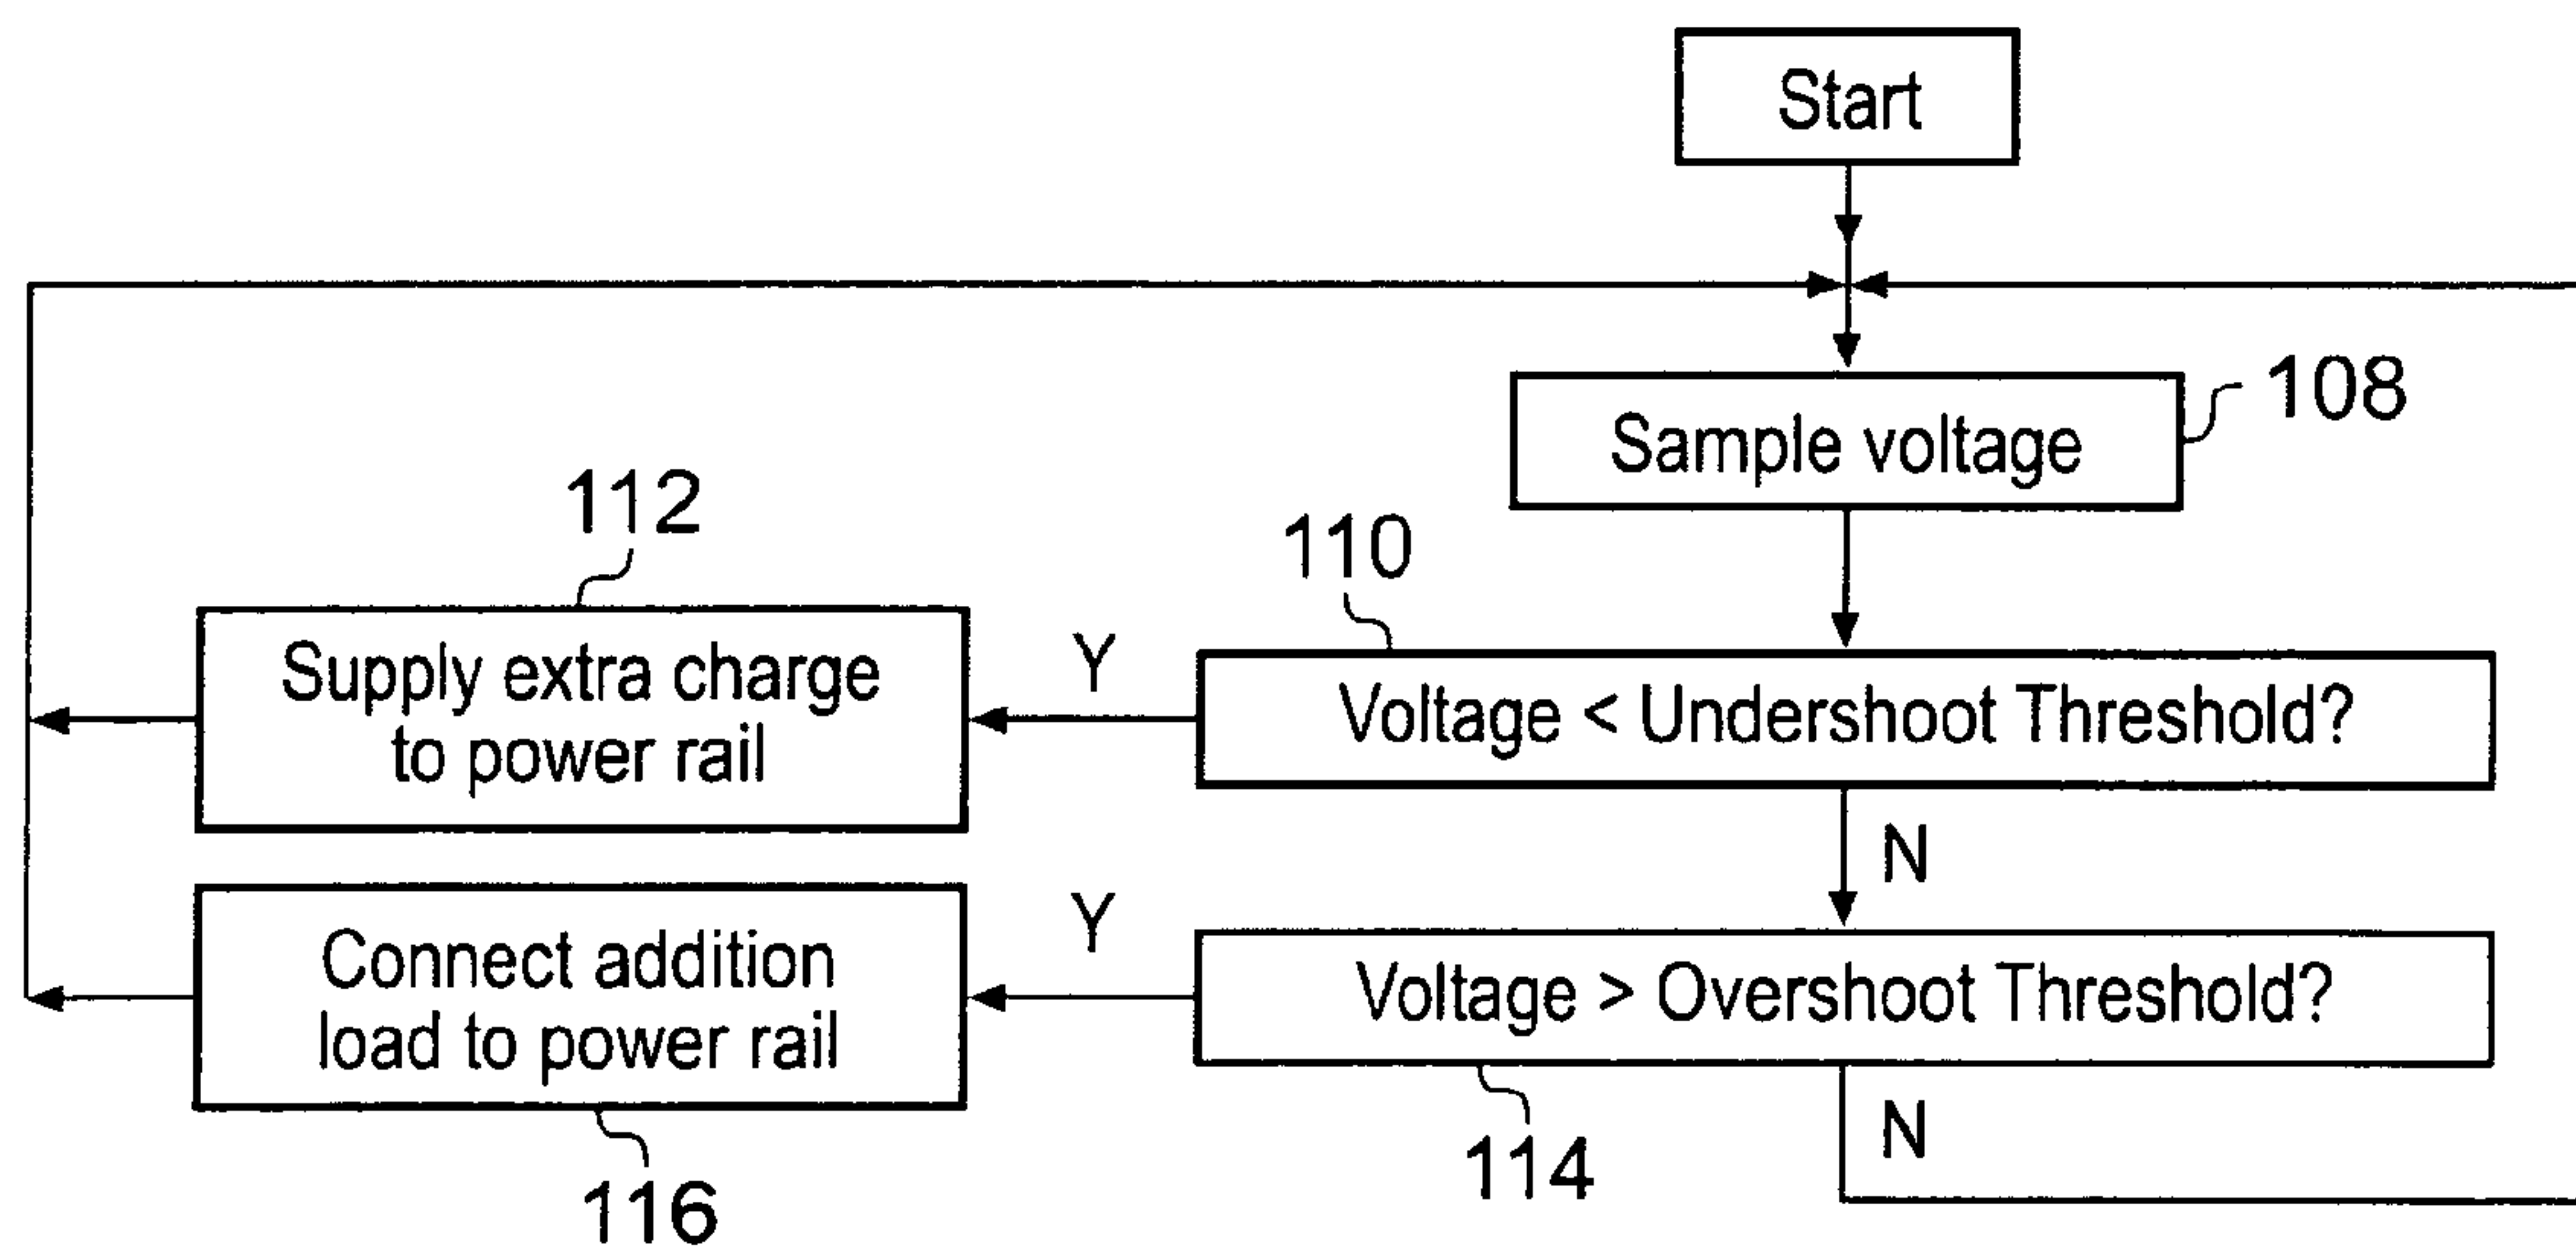 Start
Sample voltage
108
112
110
Supply extra charge
to power rail
Y
Voltage < Undershoot Threshold?
N
Connect addition
load to power rail
Y
Voltage > Overshoot Threshold?
N
114
116